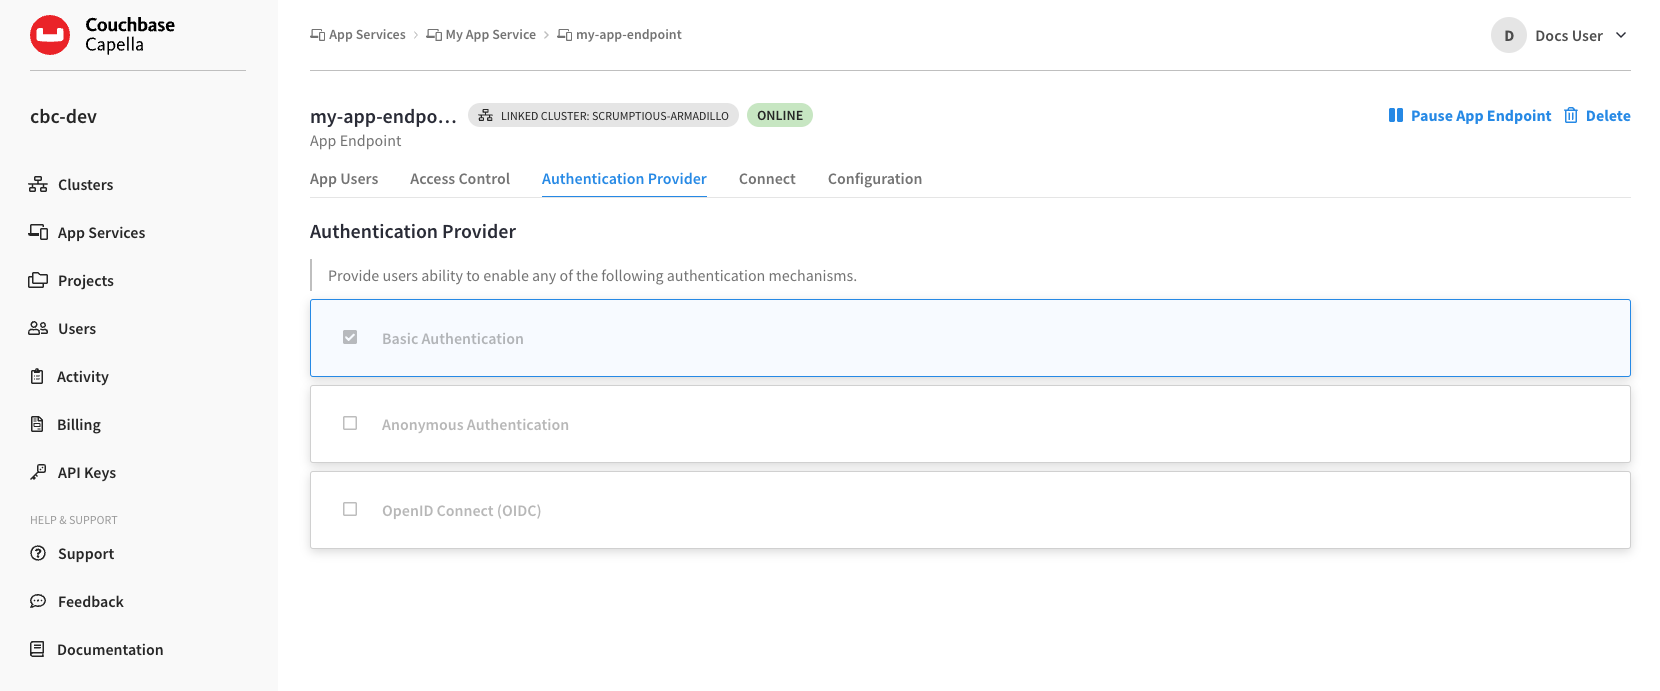 Couchbase
Capella
cbc-dev
Clusters
App Services
Projects
Users
Activity
Billing
API Keys
HELP & SUPPORT
Support
Feedback
Documentation
App Services › My App Service › my-app-endpoint
D Docs User
my-app-endpo... LINKED CLUSTER: SCRUMPTIOUS-ARMADILLO ONLINE
Pause App Endpoint Delete
App Endpoint
App Users Access Control Authentication Provider Connect Configuration
Authentication Provider
Provide users ability to enable any of the following authentication mechanisms.
Basic Authentication
Anonymous Authentication
OpenID Connect (OIDC)